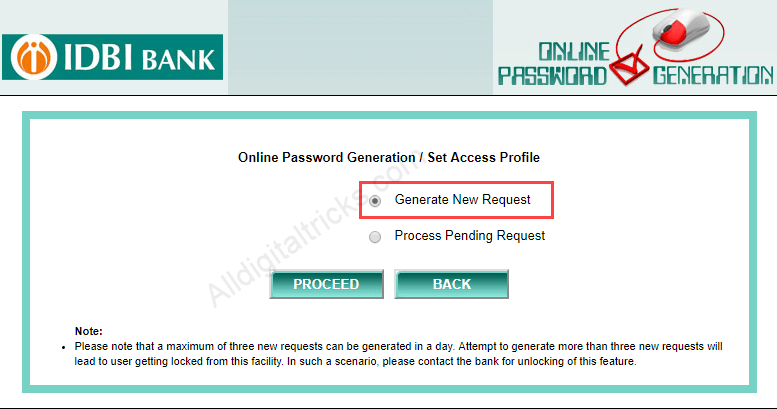 IDBI BANK
ONLINE
PASSWORD GENERATION
Online Password Generation / Set Access Profile
Generate New Request
Process Pending Request
PROCEED
BACK
Alldigitaltricks.com
Note:
Please note that a maximum of three new requests can be generated in a day. Attempt to generate more than three new requests will
lead to user getting locked from this facility. In such a scenario, please contact the bank for unlocking of this feature.